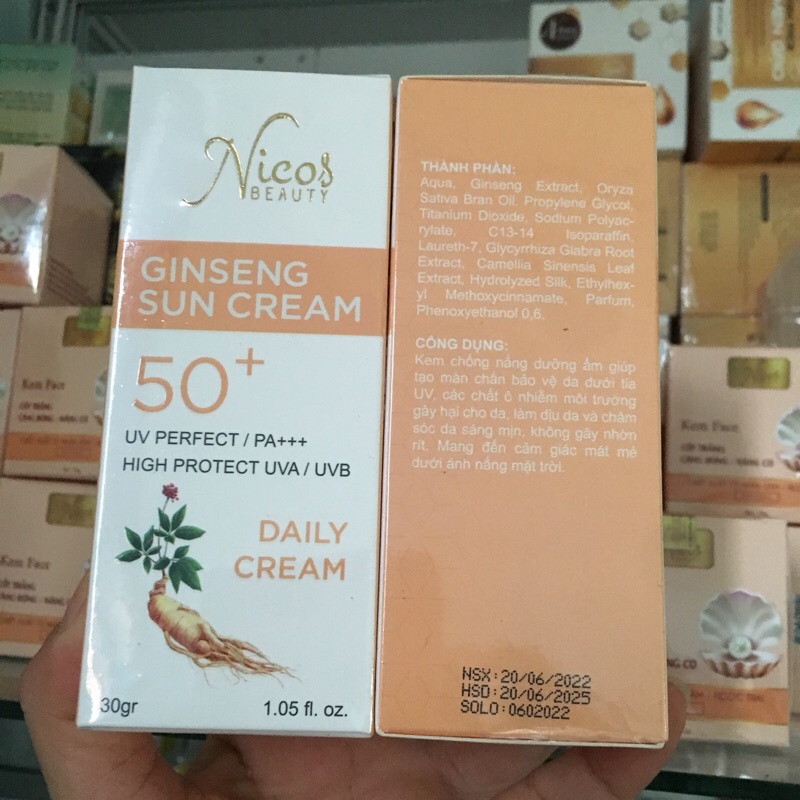 Nicos
BEAUTY
GINSENG
SUN CREAM
50+
UV PERFECT / PA+++
HIGH PROTECT UVA / UVB
DAILY
CREAM
30gr
1.05 fl. oz.
THÀNH PHẦN:
Aqua, Ginseng Extract, Oryza
Sativa Bran Oil, Propylene Glycol,
Titanium Dioxide, Sodium Polyac-
rylate, C13-14 Isoparaffin,
Laureth-7, Glycyrrhiza Glabra Root
Extract, Camellia Sinensis Leaf
Extract, Hydrolyzed Silk, Ethylhex-
yl Methoxycinnamate, Parfum,
Phenoxyethanol 0,6.
CÔNG DỤNG:
Kem chống nắng dưỡng ẩm giúp
tạo màn chắn bảo vệ da dưới tia
UV, các chất ô nhiễm môi trường
gây hại cho da, làm dịu da và chăm
sóc da sáng mịn, không gây nhờn
rít. Mang đến cảm giác mát mẻ
dưới ánh nắng mặt trời.
NSX:20/06/2022
HSD:20/06/2025
SOLO:0602022
Kem Face
Kem Face
Kem Face